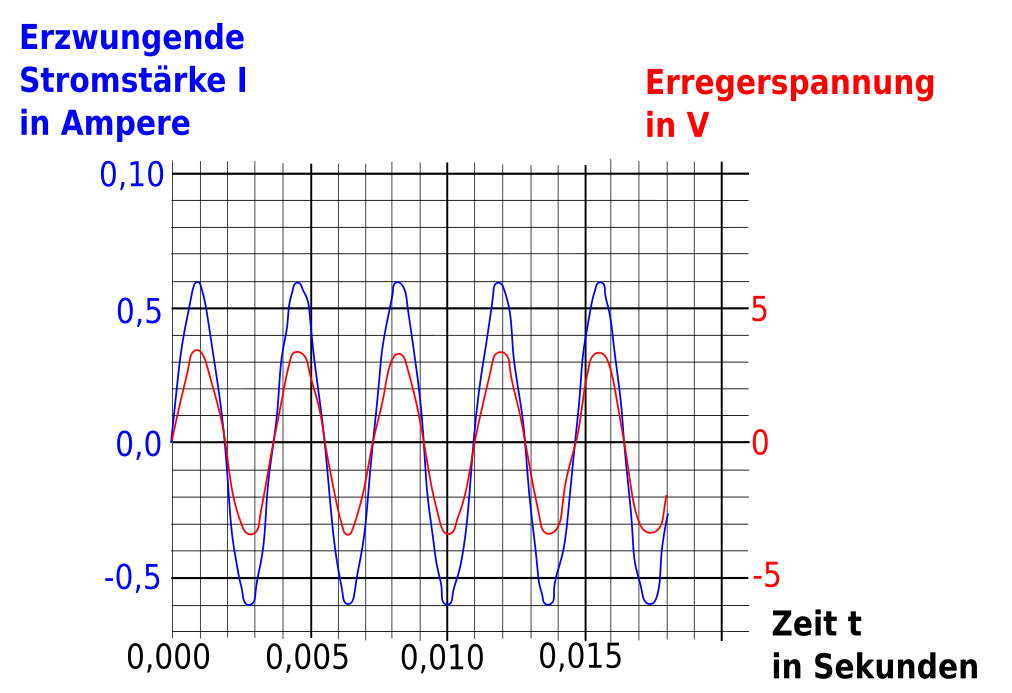 Erzwungende
Stromstärke I
in Ampere
Erregerspannung
in V
0,10
0,5
5
0,0
0
-0,5
-5
Zeit t
in Sekunden
0,000
0,005
0,010
0,015